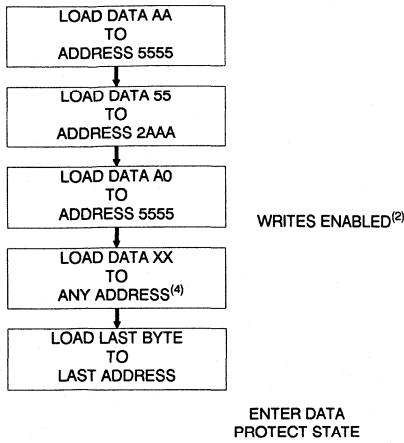 LOAD DATA AA
TO
ADDRESS 5555
LOAD DATA 55
TO
ADDRESS 2AAA
LOAD DATA A0
TO
ADDRESS 5555
WRITES ENABLED(2)
LOAD DATA XX
TO
ANY ADDRESS(4)
LOAD LAST BYTE
TO
LAST ADDRESS
ENTER DATA
PROTECT STATE